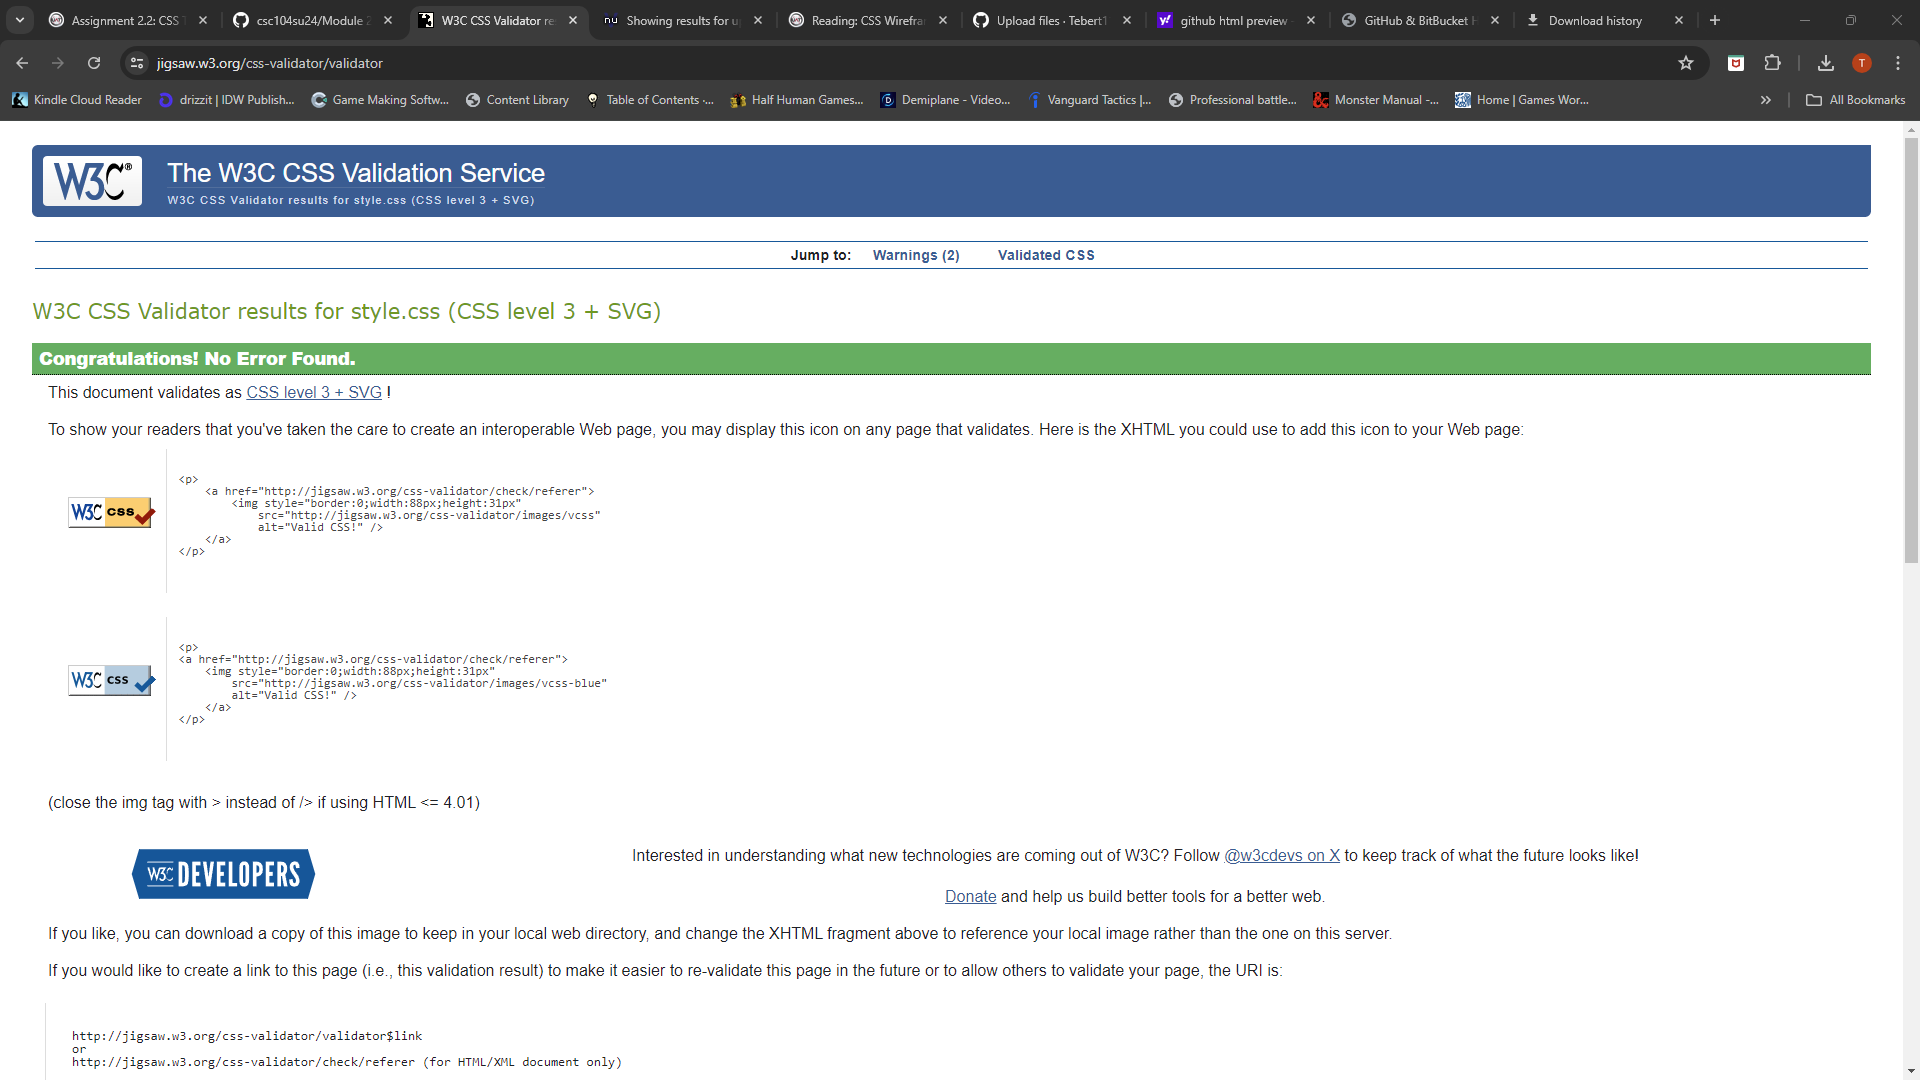 Assignment 2.2: CSS T
csc104su24/Module 2
W3C CSS Validator re
nu Showing results for u
Reading: CSS Wirefra
Upload files · Tebert1
github html preview
GitHub & BitBucket H
Download history
jigsaw.w3.org/css-validator/validator
T
Kindle Cloud Reader
drizzit | IDW Publish...
Game Making Softw...
Content Library
Table of Contents -...
Half Human Games...
Demiplane - Video...
Vanguard Tactics |...
Professional battle...
Monster Manual -...
Home | Games Wor...
All Bookmarks
W3C®
The W3C CSS Validation Service
W3C CSS Validator results for style.css (CSS level 3 + SVG)
Jump to: Warnings (2) Validated CSS
W3C CSS Validator results for style.css (CSS level 3 + SVG)
Congratulations! No Error Found.
This document validates as CSS level 3 + SVG !
To show your readers that you've taken the care to create an interoperable Web page, you may display this icon on any page that validates. Here is the XHTML you could use to add this icon to your Web page:
W3C css
<p>
<a href="http://jigsaw.w3.org/css-validator/check/referer">
<img style="border:0;width:88px;height:31px"
src="http://jigsaw.w3.org/css-validator/images/vcss"
alt="Valid CSS!" />
</a>
</p>
W3C css
<p>
<a href="http://jigsaw.w3.org/css-validator/check/referer">
<img style="border:0;width:88px;height:31px"
src="http://jigsaw.w3.org/css-validator/images/vcss-blue"
alt="Valid CSS!" />
</a>
</p>
(close the img tag with > instead of /> if using HTML <= 4.01)
W3C DEVELOPERS
Interested in understanding what new technologies are coming out of W3C? Follow @w3cdevs on X to keep track of what the future looks like!
Donate and help us build better tools for a better web.
If you like, you can download a copy of this image to keep in your local web directory, and change the XHTML fragment above to reference your local image rather than the one on this server.
If you would like to create a link to this page (i.e., this validation result) to make it easier to re-validate this page in the future or to allow others to validate your page, the URI is:
http://jigsaw.w3.org/css-validator/validator$link
or
http://jigsaw.w3.org/css-validator/check/referer (for HTML/XML document only)